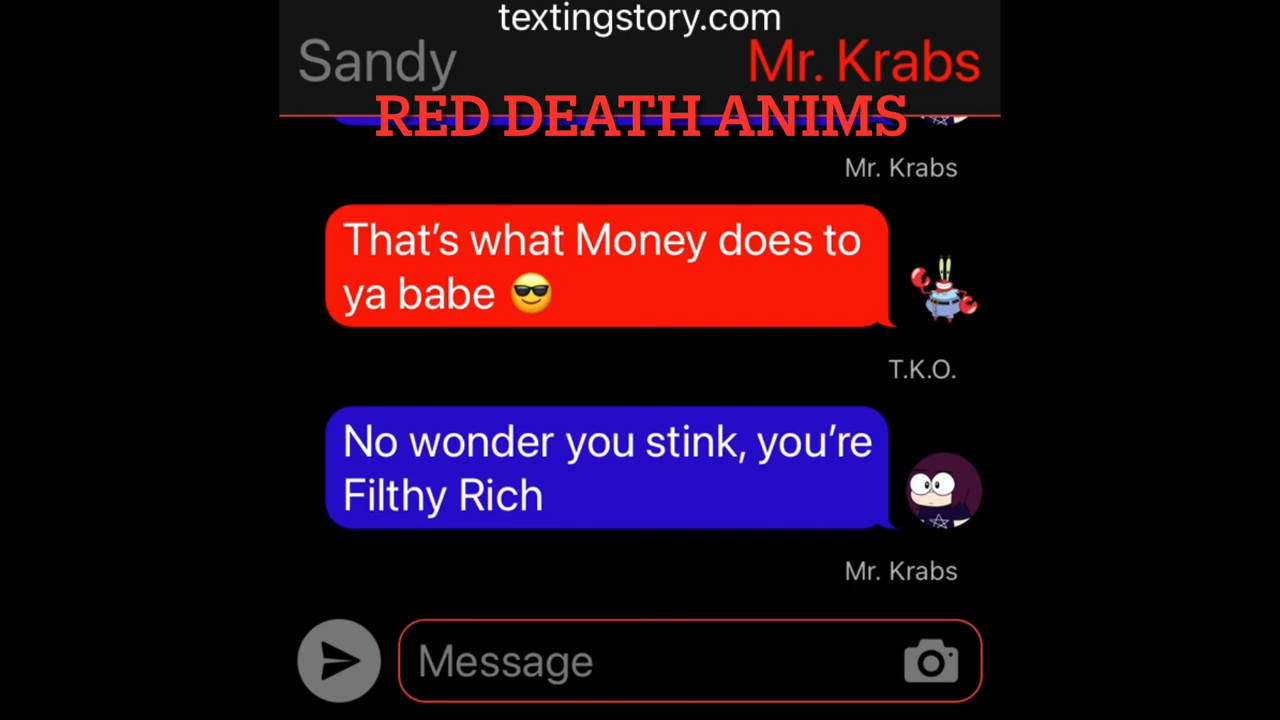 textingstory.com
Sandy
Mr. Krabs
RED DEATH ANIMS
Mr. Krabs
That’s what Money does to
ya babe 😎
T.K.O.
No wonder you stink, you’re
Filthy Rich
Mr. Krabs
Message